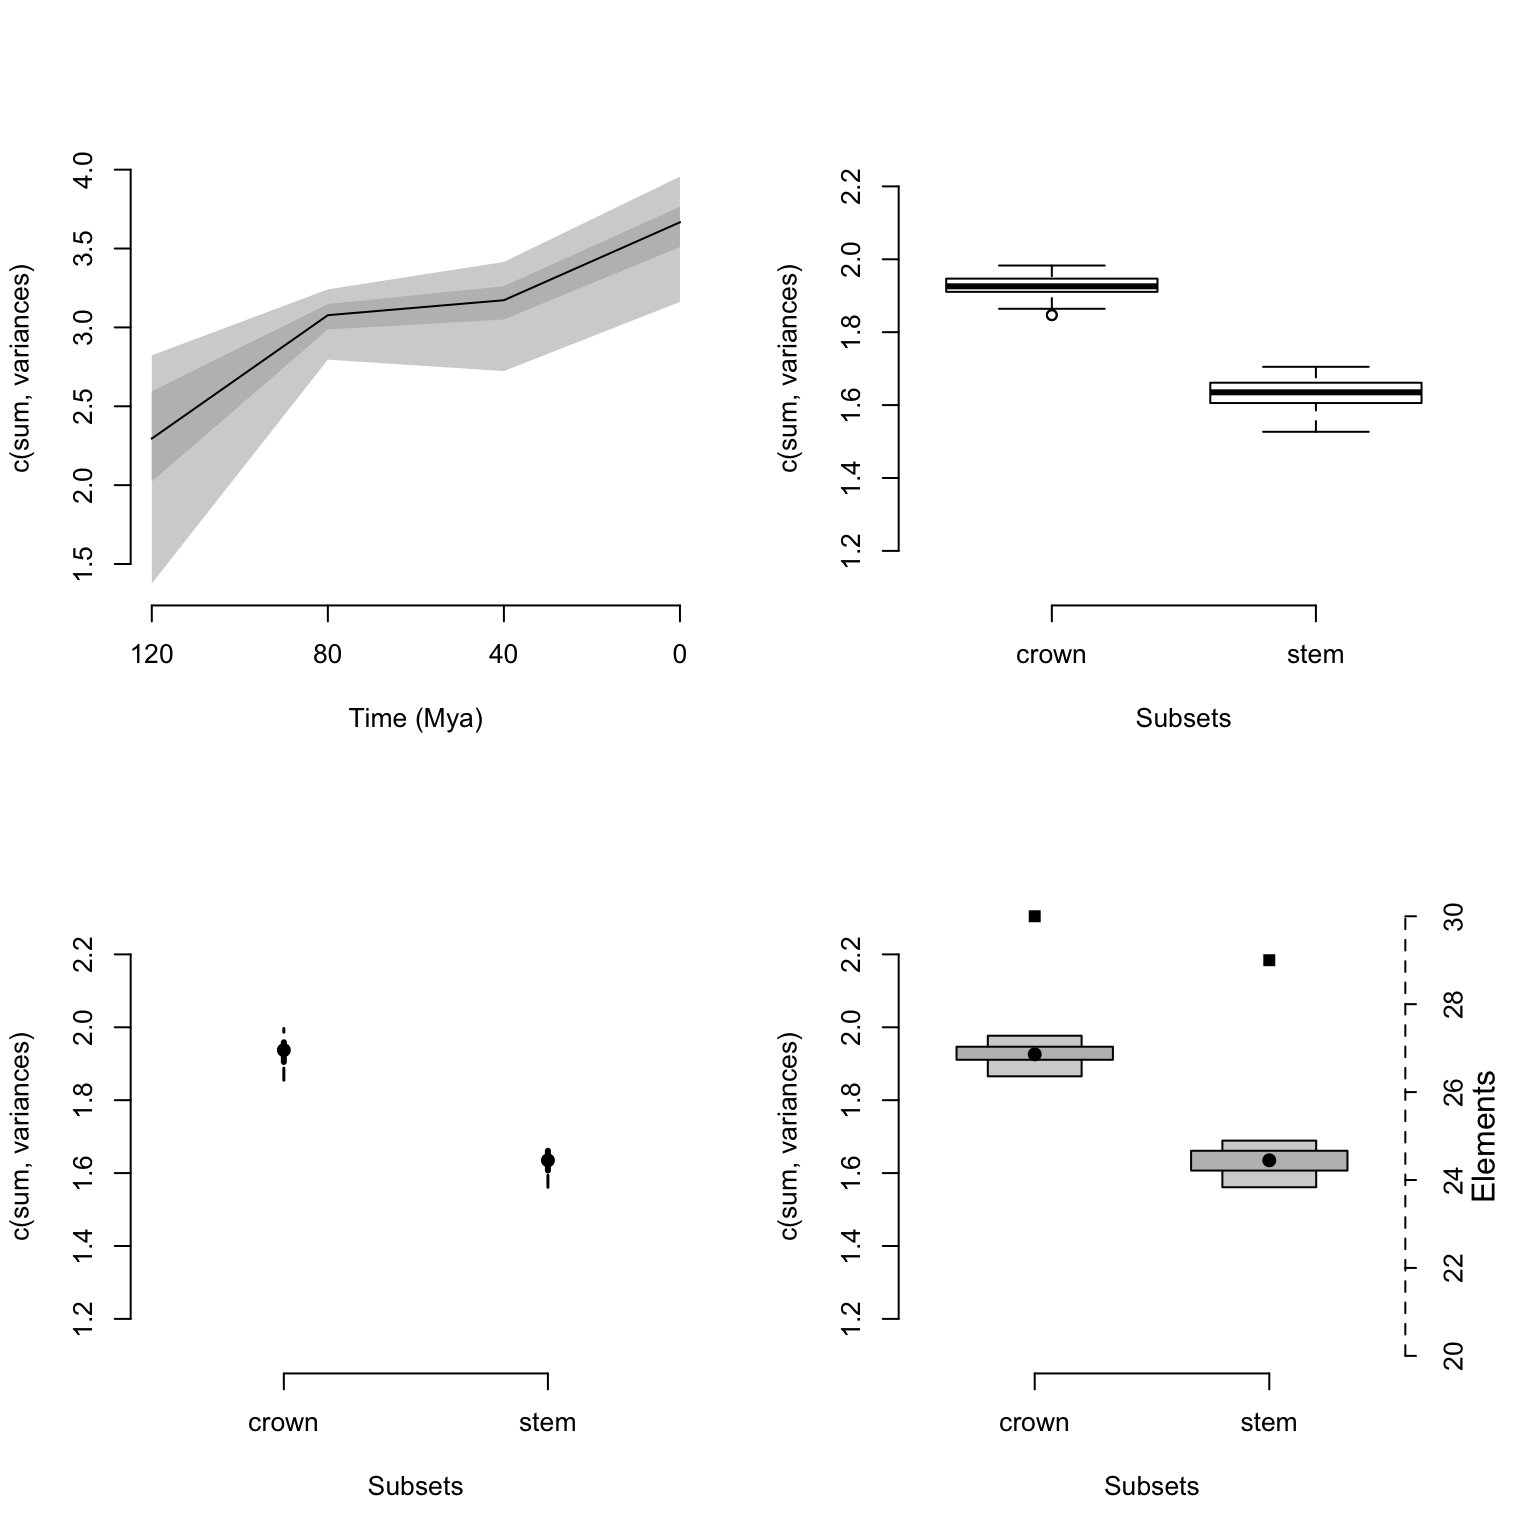 c(sum, variances)
4.0
3.5
3.0
2.5
2.0
1.5
120 80 40 0
Time (Mya)
c(sum, variances)
2.2
2.0
1.8
1.6
1.4
1.2
crown stem
Subsets
c(sum, variances)
2.2
2.0
1.8
1.6
1.4
1.2
crown stem
Subsets
c(sum, variances)
2.2
2.0
1.8
1.6
1.4
1.2
crown stem
Subsets
30
28
26
24
22
20
Elements